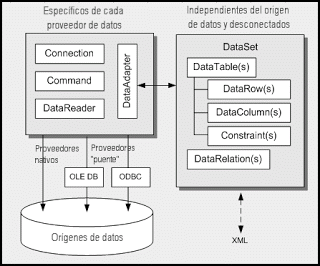 Específicos de cada
proveedor de datos
Independientes del origen
de datos y desconectados
Connection
Command
DataReader
DataAdapter
DataSet
DataTable(s)
DataRow(s)
DataColumn(s)
Constraint(s)
DataRelation(s)
Proveedores
nativos
Proveedores
"puente"
OLE DB
ODBC
Orígenes de datos
XML